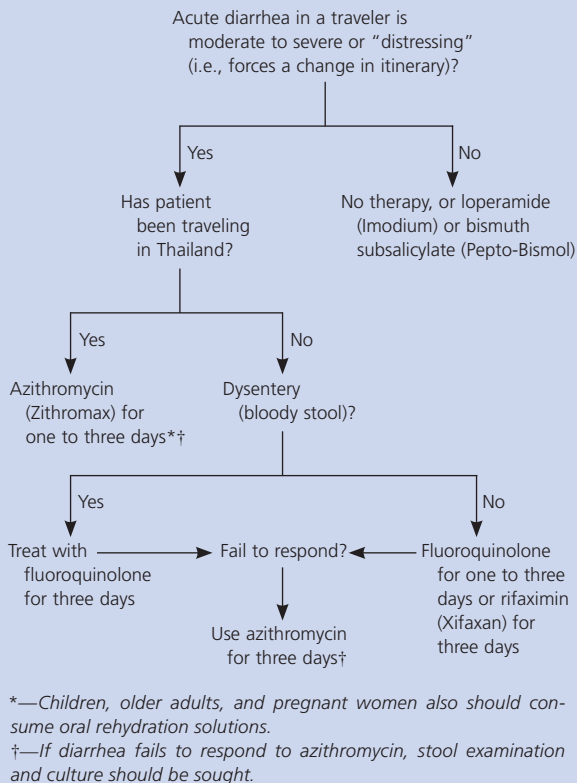 Acute diarrhea in a traveler is
moderate to severe or “distressing”
(i.e., forces a change in itinerary)?
Yes
No
Has patient
been traveling
in Thailand?
No therapy, or loperamide
(Imodium) or bismuth
subsalicylate (Pepto-Bismol)
Yes
No
Azithromycin
(Zithromax) for
one to three days*†
Dysentery
(bloody stool)?
Yes
No
Treat with
fluoroquinolone
for three days
Fail to respond?
Fluoroquinolone
for one to three
days or rifaximin
(Xifaxan) for
three days
Use azithromycin
for three days†
*—Children, older adults, and pregnant women also should con-
sume oral rehydration solutions.
†—If diarrhea fails to respond to azithromycin, stool examination
and culture should be sought.